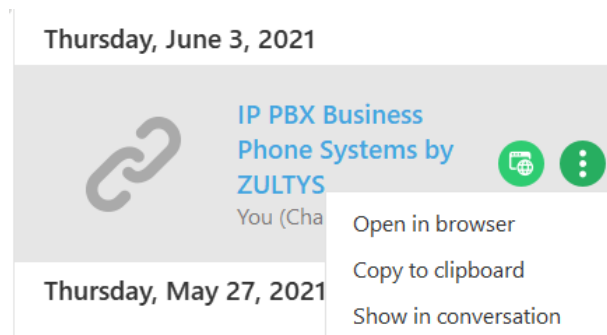 Thursday, June 3, 2021
IP PBX Business
Phone Systems by
ZULTYS
You (Cha
Open in browser
Copy to clipboard
Thursday, May 27, 2021
Show in conversation